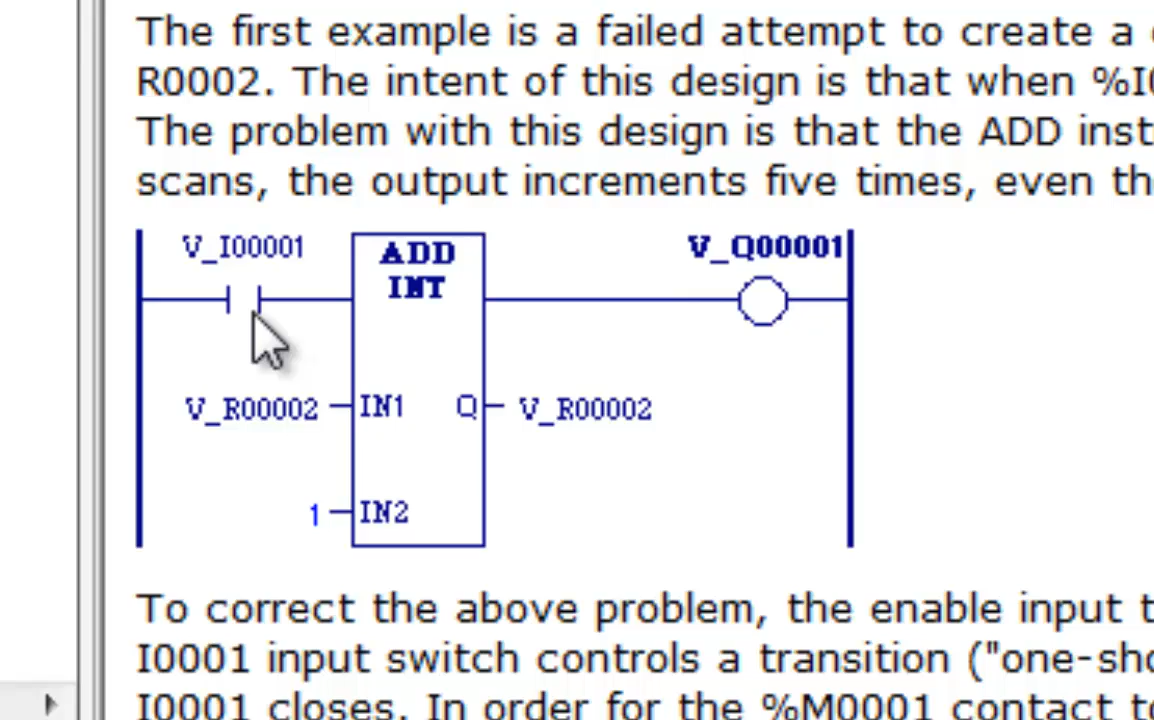 The first example is a failed attempt to create a
R0002. The intent of this design is that when %I0
The problem with this design is that the ADD inst
scans, the output increments five times, even th
V_I00001
ADD
INT
V_Q00001
V_R00002
IN1
Q
V_R00002
1
IN2
To correct the above problem, the enable input t
I0001 input switch controls a transition ("one-sho
I0001 closes. In order for the %M0001 contact to